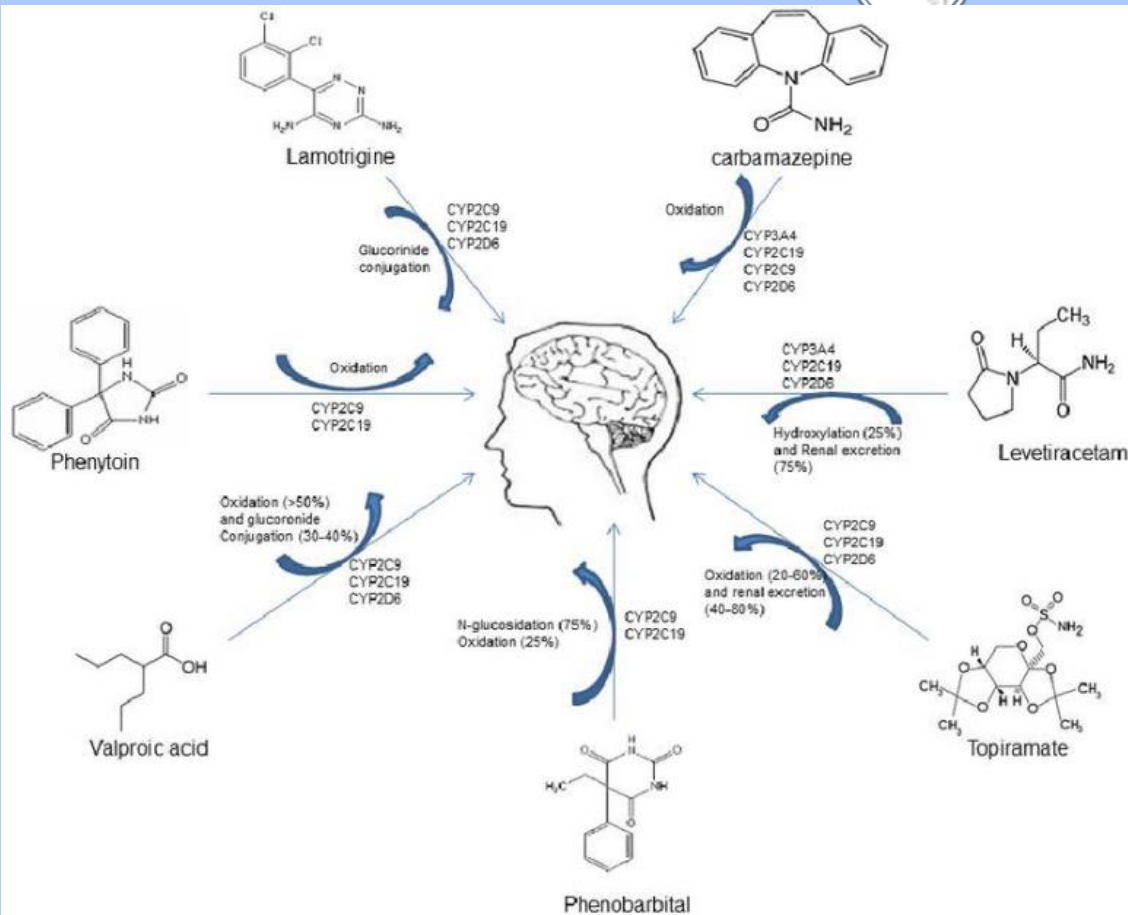 Cl
Cl
N
N
N
H₂N
NH₂
Lamotrigine
N
O
NH₂
carbamazepine
CYP2C9
CYP2C19
CYP2D6
Glucorinide
conjugation
Oxidation
CYP3A4
CYP2C19
CYP2C9
CYP2D6
H
N
O
NH
O
Phenytoin
Oxidation
CYP2C9
CYP2C19
CYP3A4
CYP2C19
CYP2D6
Hydroxylation (25%)
and Renal excretion
(75%)
CH₃
O
H
N
NH₂
O
Levetiracetam
Oxidation (>50%)
and glucoronide
Conjugation (30-40%)
CYP2C9
CYP2C19
CYP2D6
O
OH
Valproic acid
N-glucosidation (75%)
Oxidation (25%)
CYP2C9
CYP2C19
H
O
N
O
NH
H₃C
O
Phenobarbital
CYP2C9
CYP2C19
CYP2D6
Oxidation (20-60%)
and renal excretion
(40-80%)
O
O
S
NH₂
O
H
O
O
O
CH₃
CH₃
O
H
O
CH₃
CH₃
Topiramate